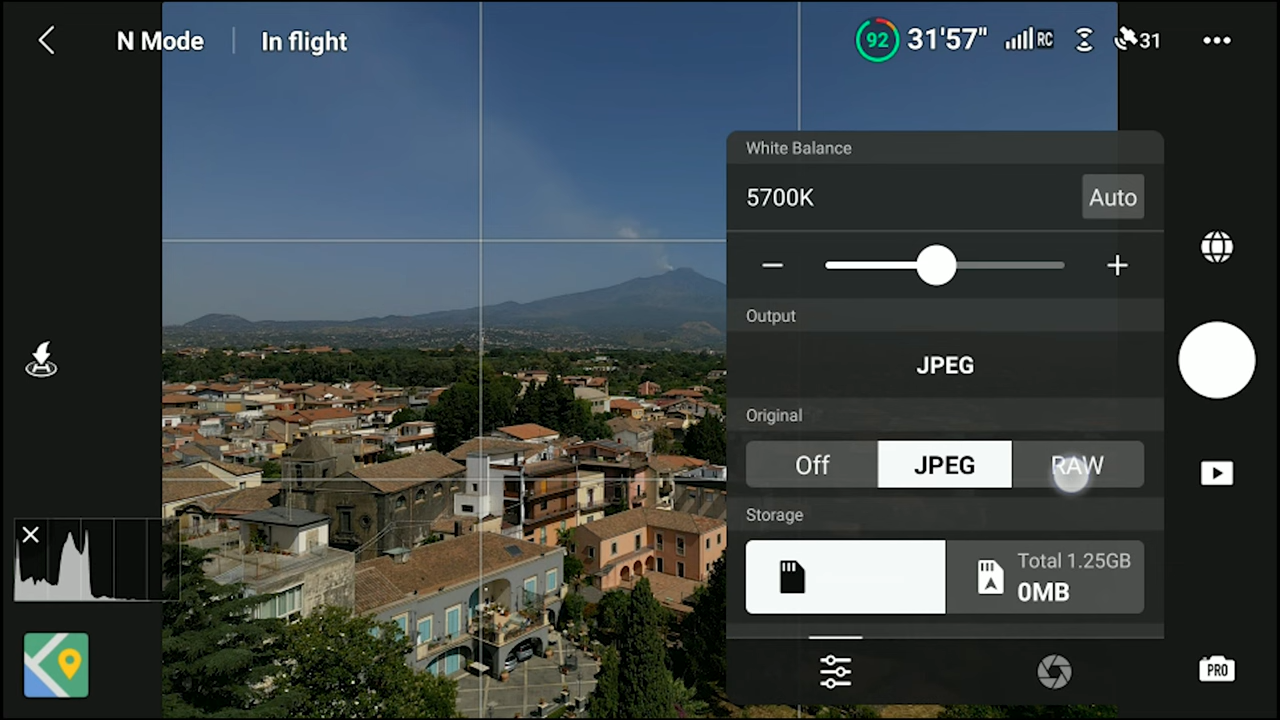 N Mode | In flight
92 31'57" RC 31
White Balance
5700K Auto
Output
JPEG
Original
Off JPEG RAW
Storage
Total 1.25GB
0MB
PRO